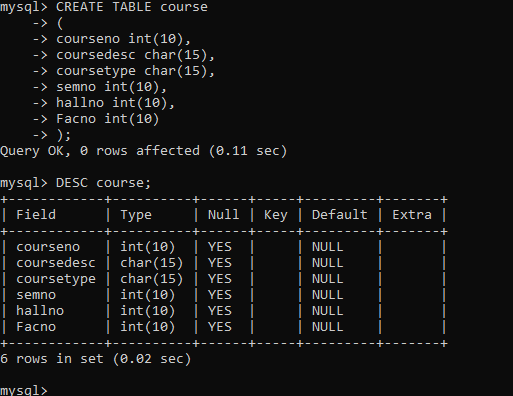 mysql> CREATE TABLE course
    -> (
    -> courseno int(10),
    -> coursedesc char(15),
    -> coursetype char(15),
    -> semno int(10),
    -> hallno int(10),
    -> Facno int(10)
    -> );
Query OK, 0 rows affected (0.11 sec)

mysql> DESC course;
+------------+----------+------+-----+---------+-------+
| Field      | Type     | Null | Key | Default | Extra |
+------------+----------+------+-----+---------+-------+
| courseno   | int(10)  | YES  |     | NULL    |       |
| coursedesc | char(15) | YES  |     | NULL    |       |
| coursetype | char(15) | YES  |     | NULL    |       |
| semno      | int(10)  | YES  |     | NULL    |       |
| hallno     | int(10)  | YES  |     | NULL    |       |
| Facno      | int(10)  | YES  |     | NULL    |       |
+------------+----------+------+-----+---------+-------+
6 rows in set (0.02 sec)

mysql>